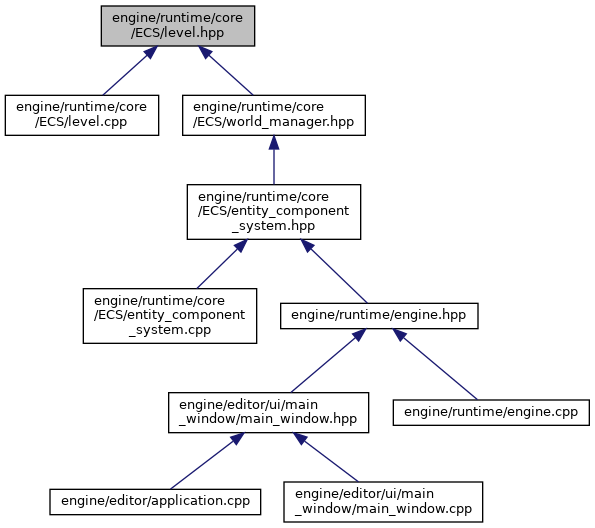 engine/runtime/core
/ECS/level.hpp
engine/runtime/core
/ECS/level.cpp
engine/runtime/core
/ECS/world_manager.hpp
engine/runtime/core
/ECS/entity_component
_system.hpp
engine/runtime/core
/ECS/entity_component
_system.cpp
engine/runtime/engine.hpp
engine/editor/ui/main
_window/main_window.hpp
engine/runtime/engine.cpp
engine/editor/application.cpp
engine/editor/ui/main
_window/main_window.cpp